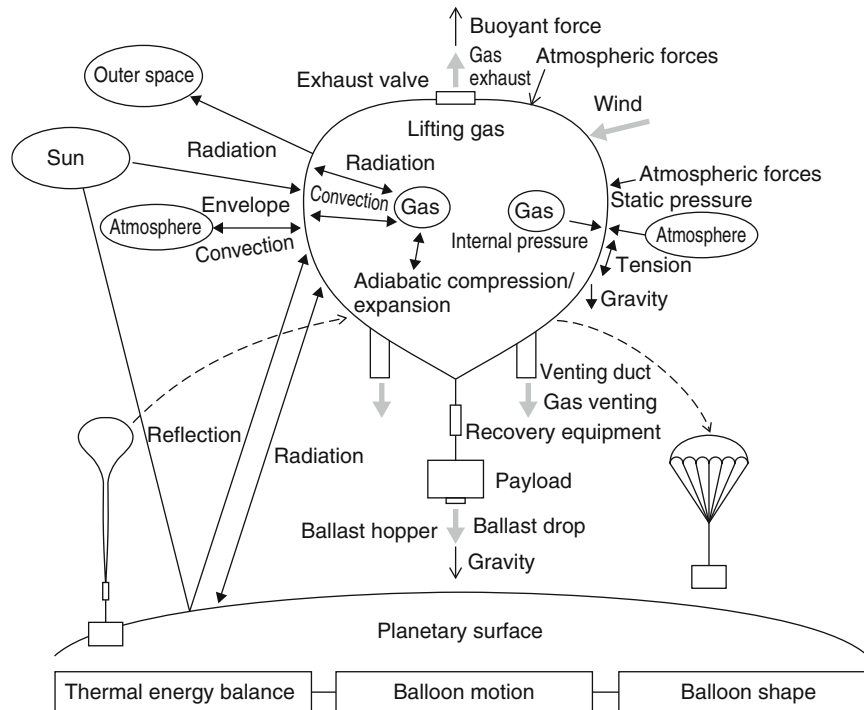 Buoyant force
Gas
exhaust
Atmospheric forces
Exhaust valve
Outer space
Wind
Lifting gas
Sun
Radiation
Radiation
Atmospheric forces
Static pressure
Convection
Envelope
Gas
Gas
Atmosphere
Atmosphere
Internal pressure
Convection
Tension
Adiabatic compression/
expansion
Gravity
Venting duct
Gas venting
Reflection
Recovery equipment
Radiation
Payload
Ballast hopper
Ballast drop
Gravity
Planetary surface
Thermal energy balance
Balloon motion
Balloon shape